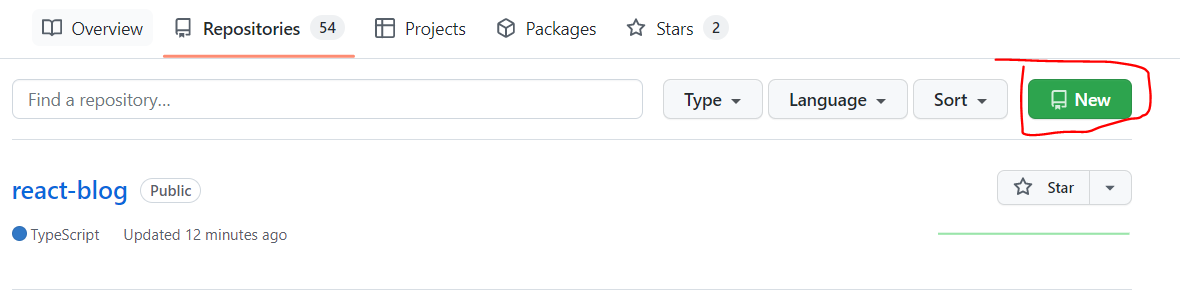 Overview Repositories 54 Projects Packages Stars 2
Find a repository... Type Language Sort New
react-blog Public Star
TypeScript Updated 12 minutes ago